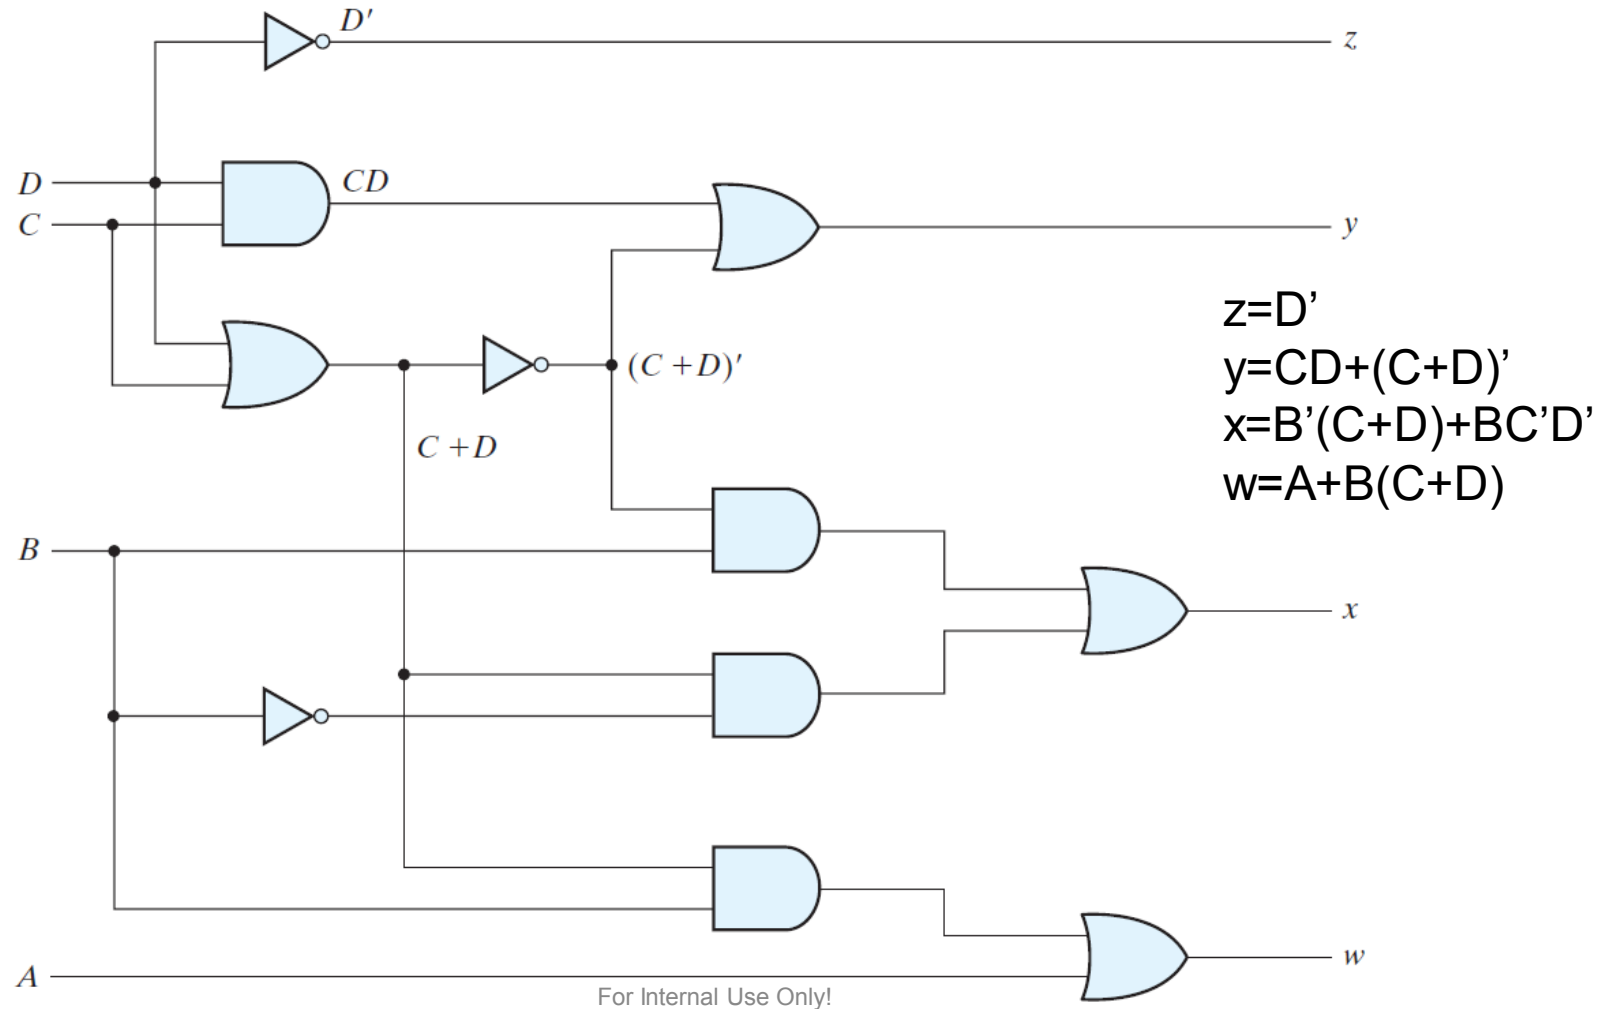 D′
z
D
CD
C
y
z=D’
y=CD+(C+D)’
x=B’(C+D)+BC’D’
w=A+B(C+D)
(C +D)′
C +D
B
x
w
A
For Internal Use Only!